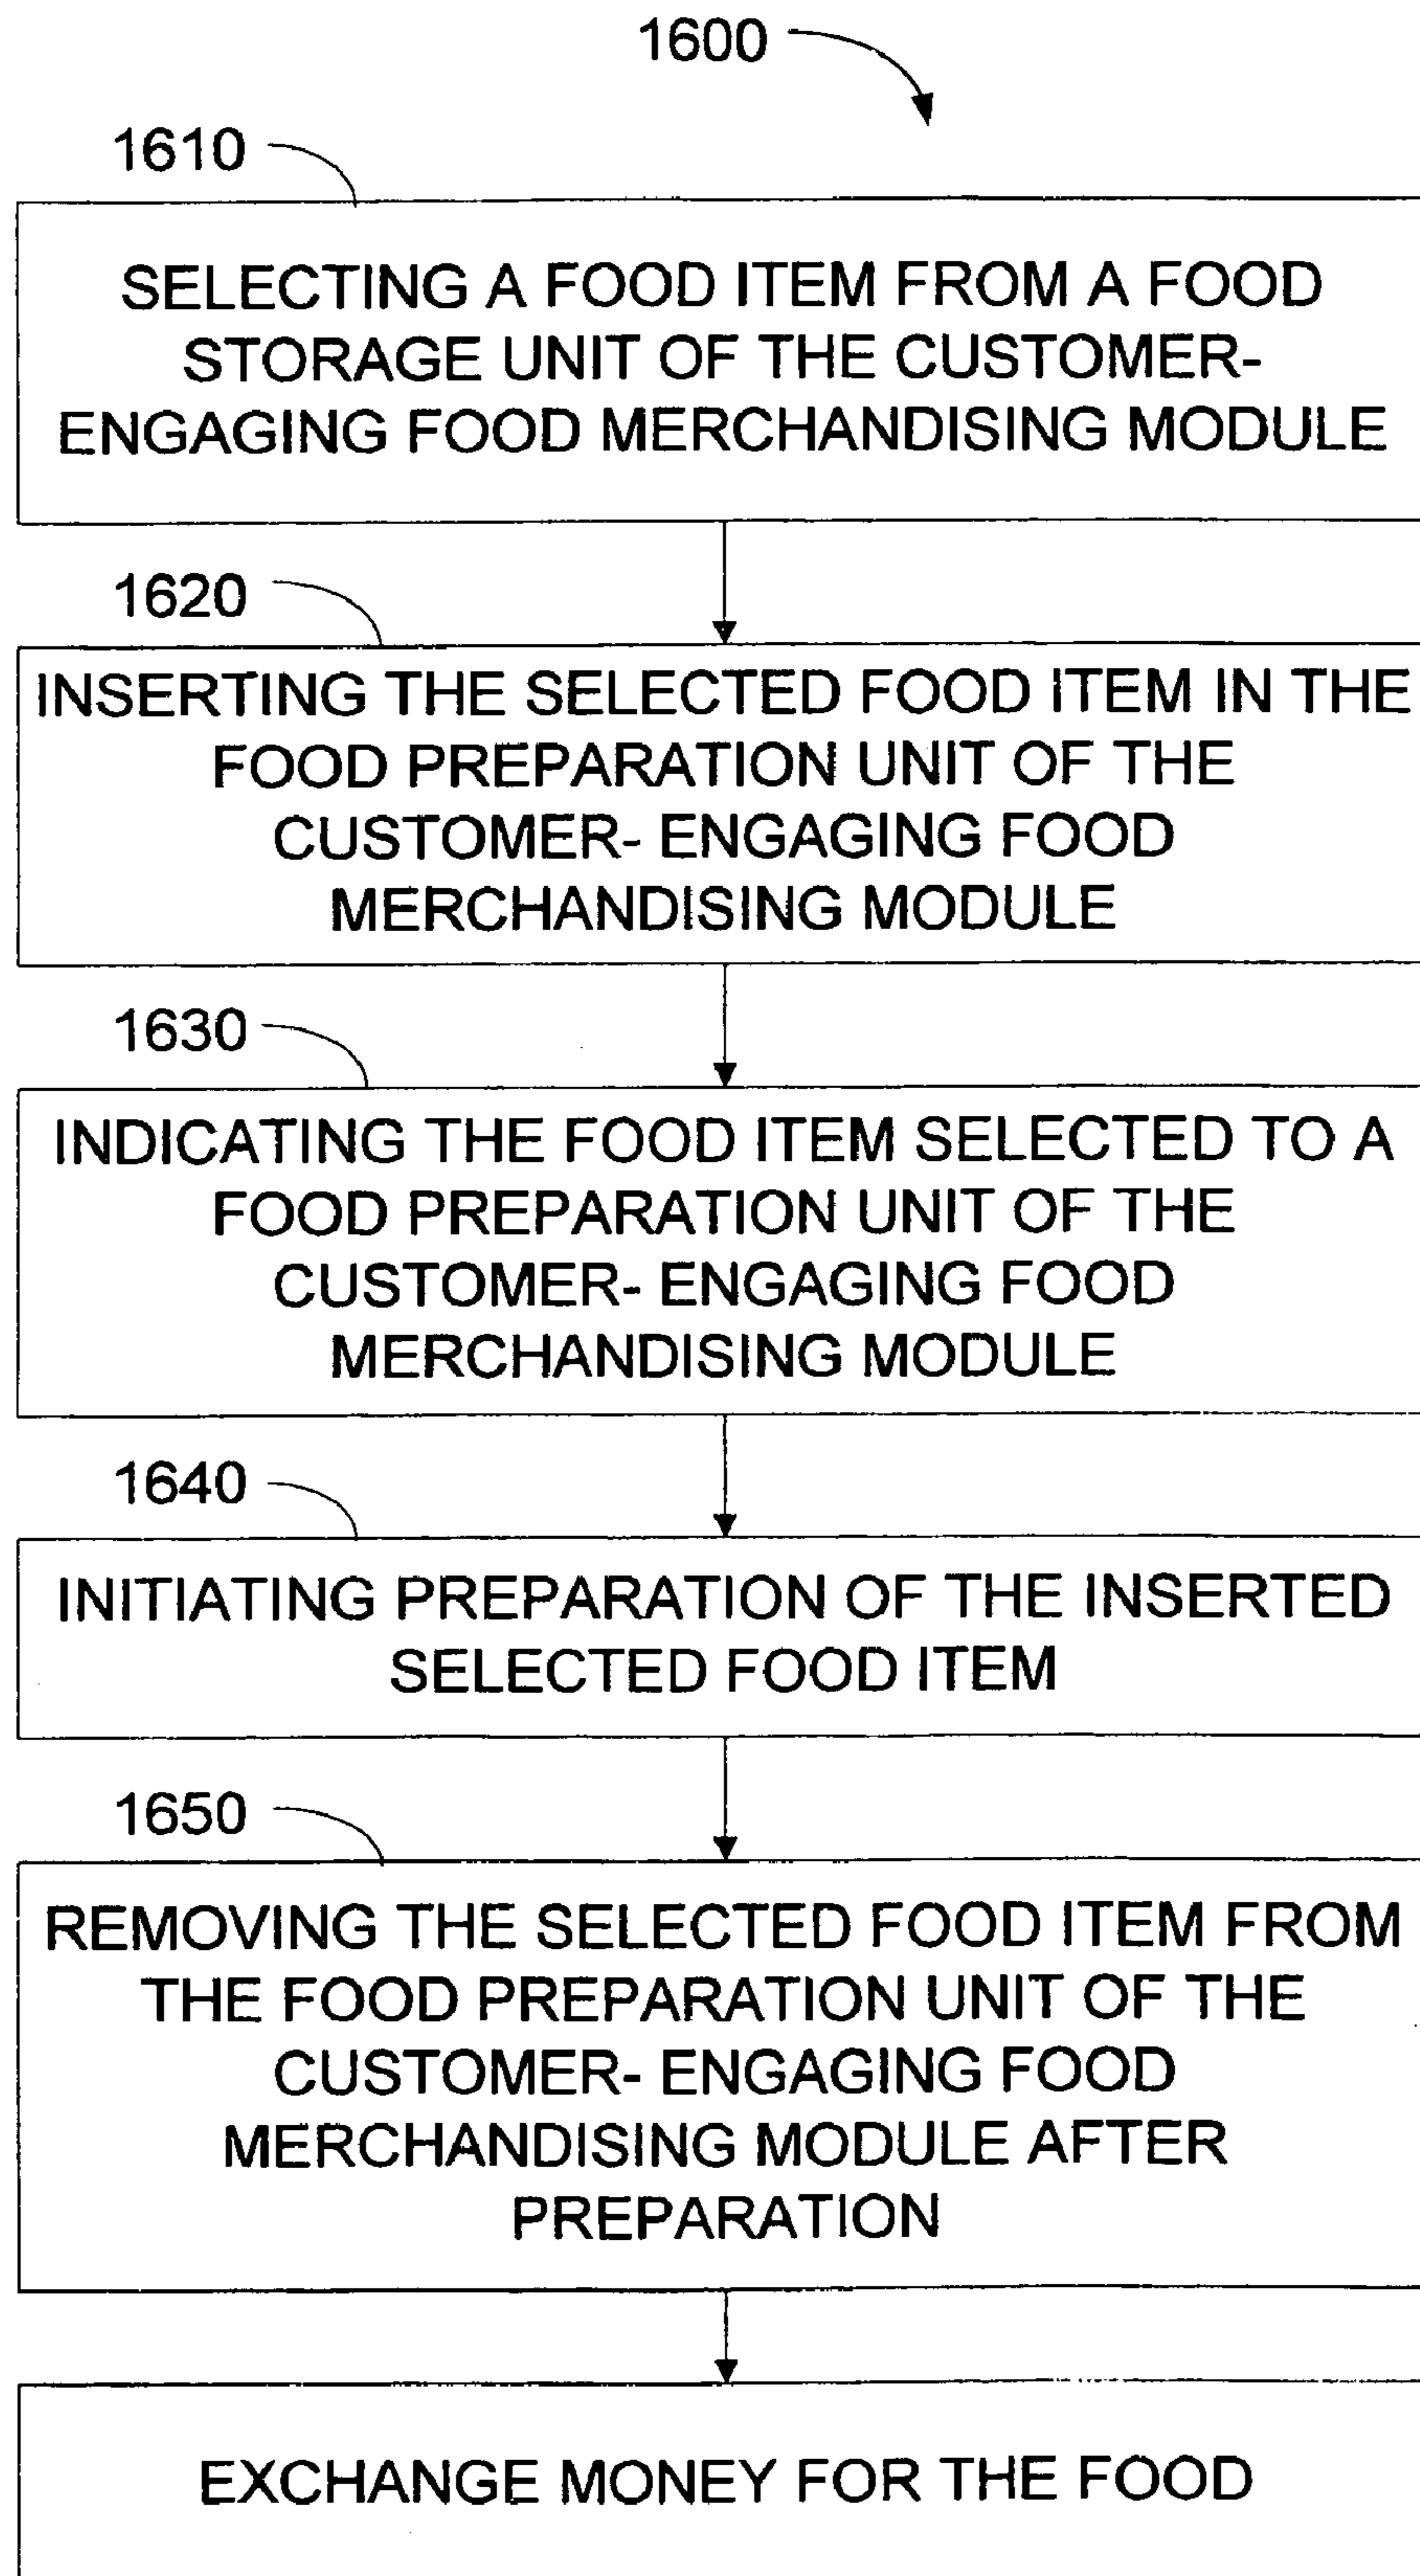 1600
1610
SELECTING A FOOD ITEM FROM A FOOD
STORAGE UNIT OF THE CUSTOMER-
ENGAGING FOOD MERCHANDISING MODULE
1620
INSERTING THE SELECTED FOOD ITEM IN THE
FOOD PREPARATION UNIT OF THE
CUSTOMER- ENGAGING FOOD
MERCHANDISING MODULE
1630
INDICATING THE FOOD ITEM SELECTED TO A
FOOD PREPARATION UNIT OF THE
CUSTOMER- ENGAGING FOOD
MERCHANDISING MODULE
1640
INITIATING PREPARATION OF THE INSERTED
SELECTED FOOD ITEM
1650
REMOVING THE SELECTED FOOD ITEM FROM
THE FOOD PREPARATION UNIT OF THE
CUSTOMER- ENGAGING FOOD
MERCHANDISING MODULE AFTER
PREPARATION
EXCHANGE MONEY FOR THE FOOD